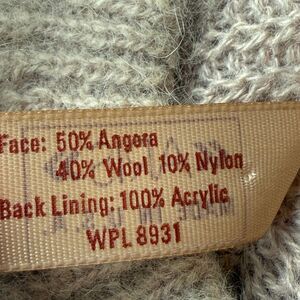 Face: 50% Angora
40% Wool 10% Nylon
Back Lining: 100% Acrylic
WPL 8931